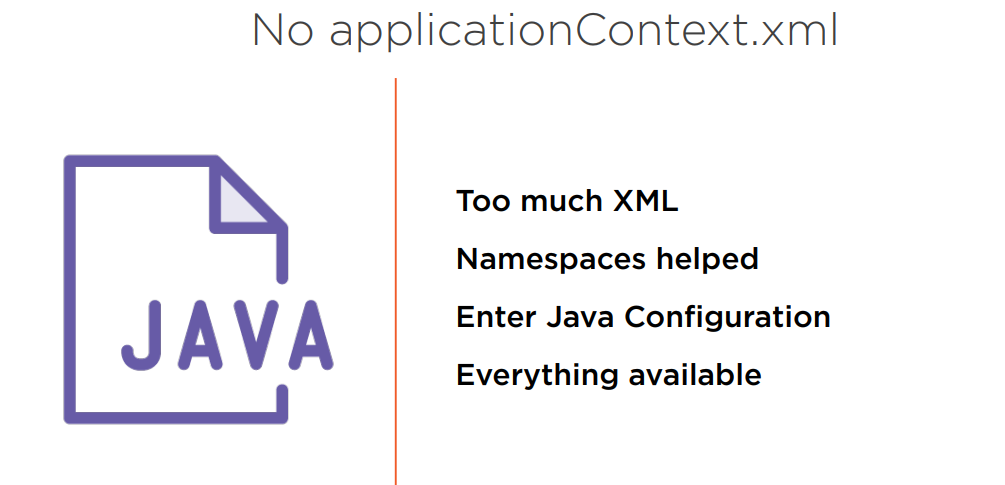 No applicationContext.xml
JAVA
Too much XML
Namespaces helped
Enter Java Configuration
Everything available